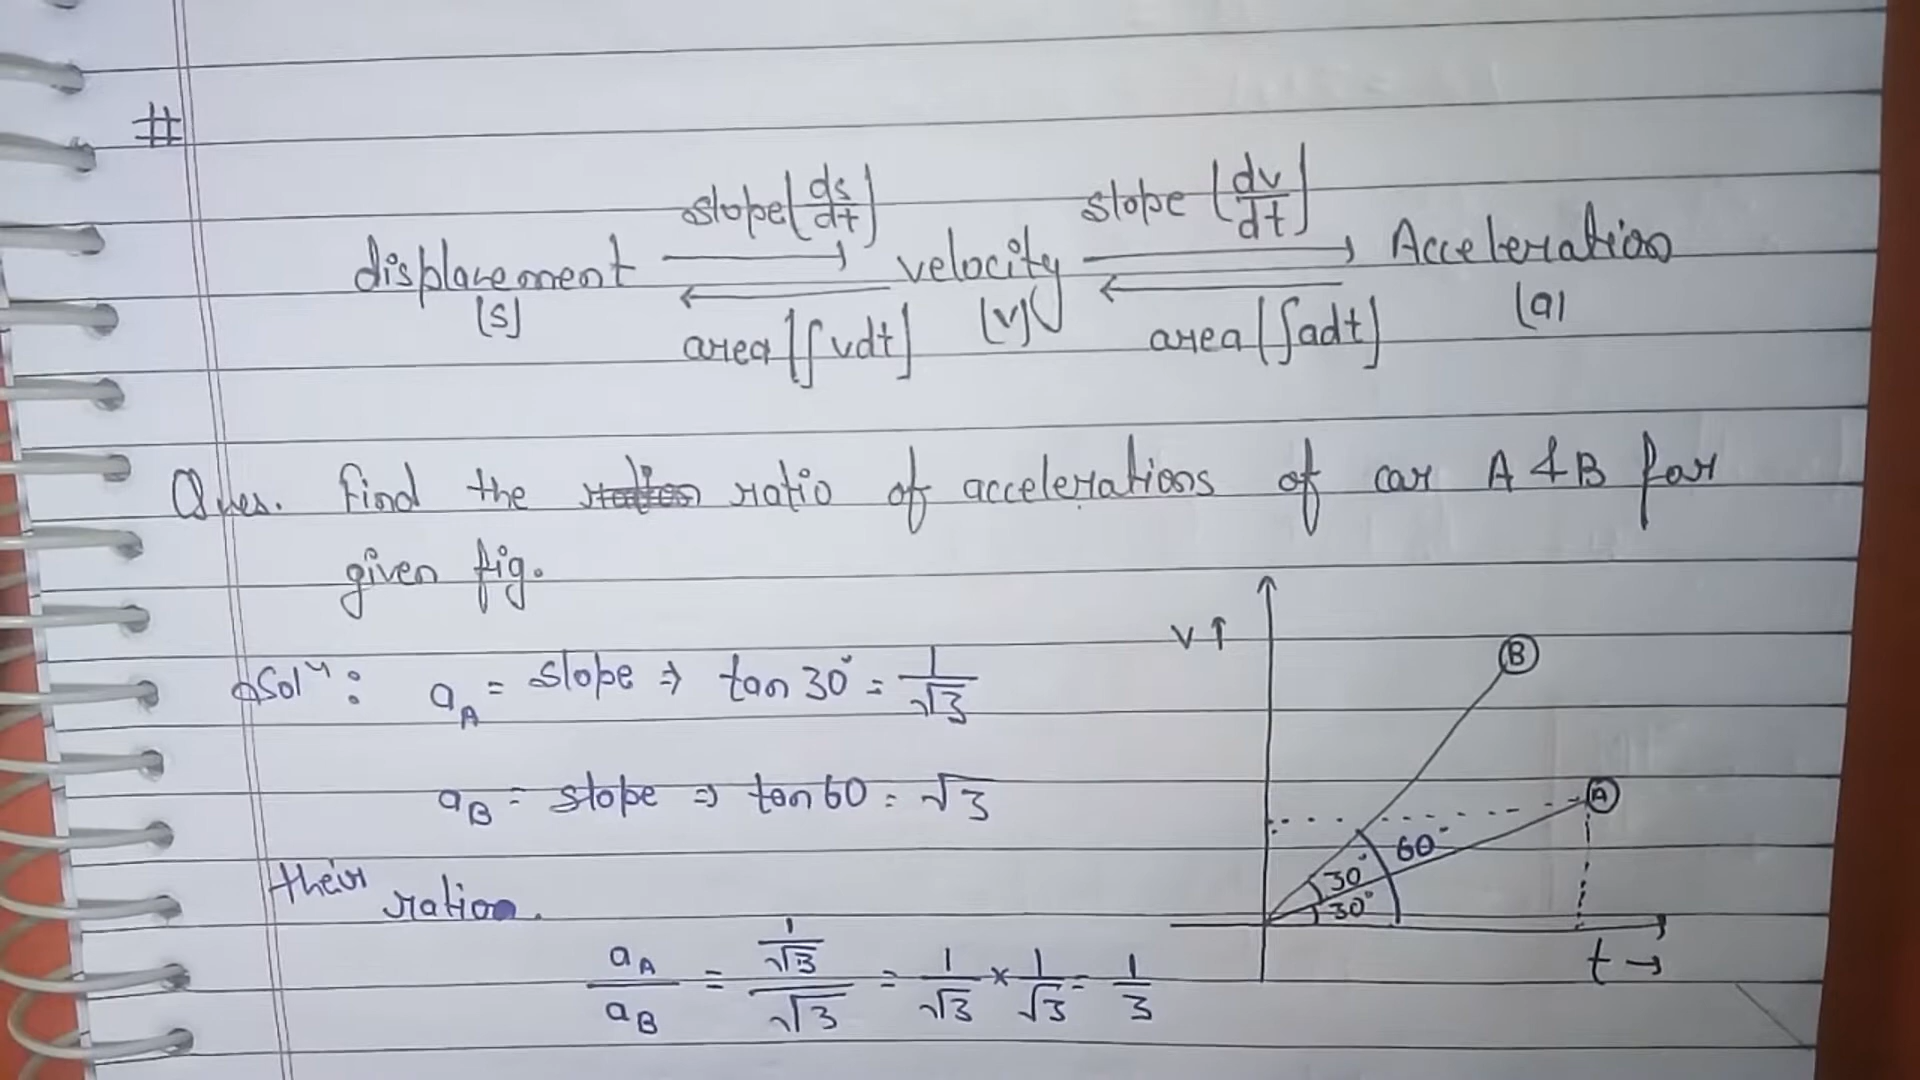 #
slope(ds/dt) slope (dv/dt)
displacement velocity Acceleration
(s) (v) (a)
area (∫vdt) area (∫adt)
Ques. Find the ratio of accelerations of car A & B for
given fig.
Solⁿ: a_A = slope ⇒ tan 30° = 1/√3
a_B = slope ⇒ tan 60 = √3
their ration.
a_A/a_B = (1/√3)/√3 = 1/√3 × 1/√3 = 1/3
v ↑
B
A
60°
30°
30°
t →